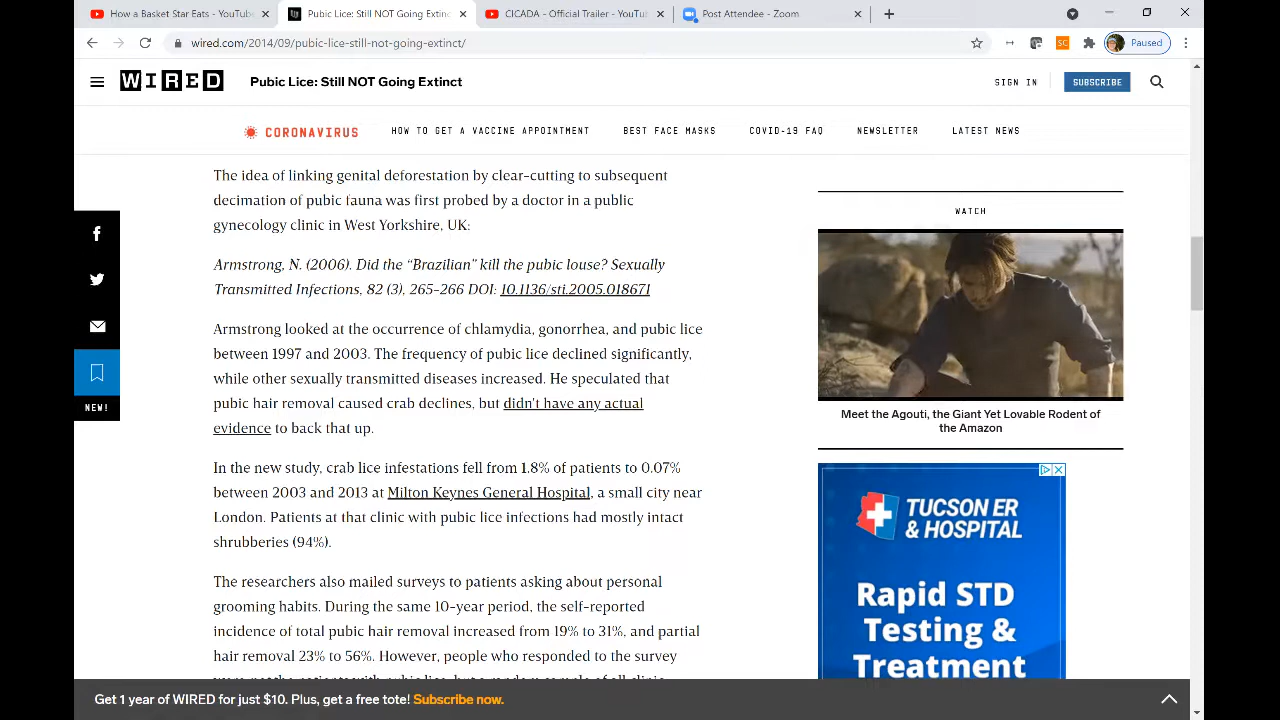 How a Basket Star Eats - YouTube
Pubic Lice: Still NOT Going Extinc
CICADA - Official Trailer - YouTu
Post Attendee - Zoom
wired.com/2014/09/pubic-lice-still-not-going-extinct/
SC
Paused
WIRED
Pubic Lice: Still NOT Going Extinct
SIGN IN
SUBSCRIBE
CORONAVIRUS
HOW TO GET A VACCINE APPOINTMENT
BEST FACE MASKS
COVID-19 FAQ
NEWSLETTER
LATEST NEWS
The idea of linking genital deforestation by clear-cutting to subsequent
decimation of pubic fauna was first probed by a doctor in a public
gynecology clinic in West Yorkshire, UK:
Armstrong, N. (2006). Did the “Brazilian” kill the pubic louse? Sexually
Transmitted Infections, 82 (3), 265-266 DOI: 10.1136/sti.2005.018671
Armstrong looked at the occurrence of chlamydia, gonorrhea, and pubic lice
between 1997 and 2003. The frequency of pubic lice declined significantly,
while other sexually transmitted diseases increased. He speculated that
pubic hair removal caused crab declines, but didn't have any actual
evidence to back that up.
In the new study, crab lice infestations fell from 1.8% of patients to 0.07%
between 2003 and 2013 at Milton Keynes General Hospital, a small city near
London. Patients at that clinic with pubic lice infections had mostly intact
shrubberies (94%).
The researchers also mailed surveys to patients asking about personal
grooming habits. During the same 10-year period, the self-reported
incidence of total pubic hair removal increased from 19% to 31%, and partial
hair removal 23% to 56%. However, people who responded to the survey
NEW!
WATCH
Meet the Agouti, the Giant Yet Lovable Rodent of
the Amazon
TUCSON ER
& HOSPITAL
Rapid STD
Testing &
Treatment
Get 1 year of WIRED for just $10. Plus, get a free tote! Subscribe now.